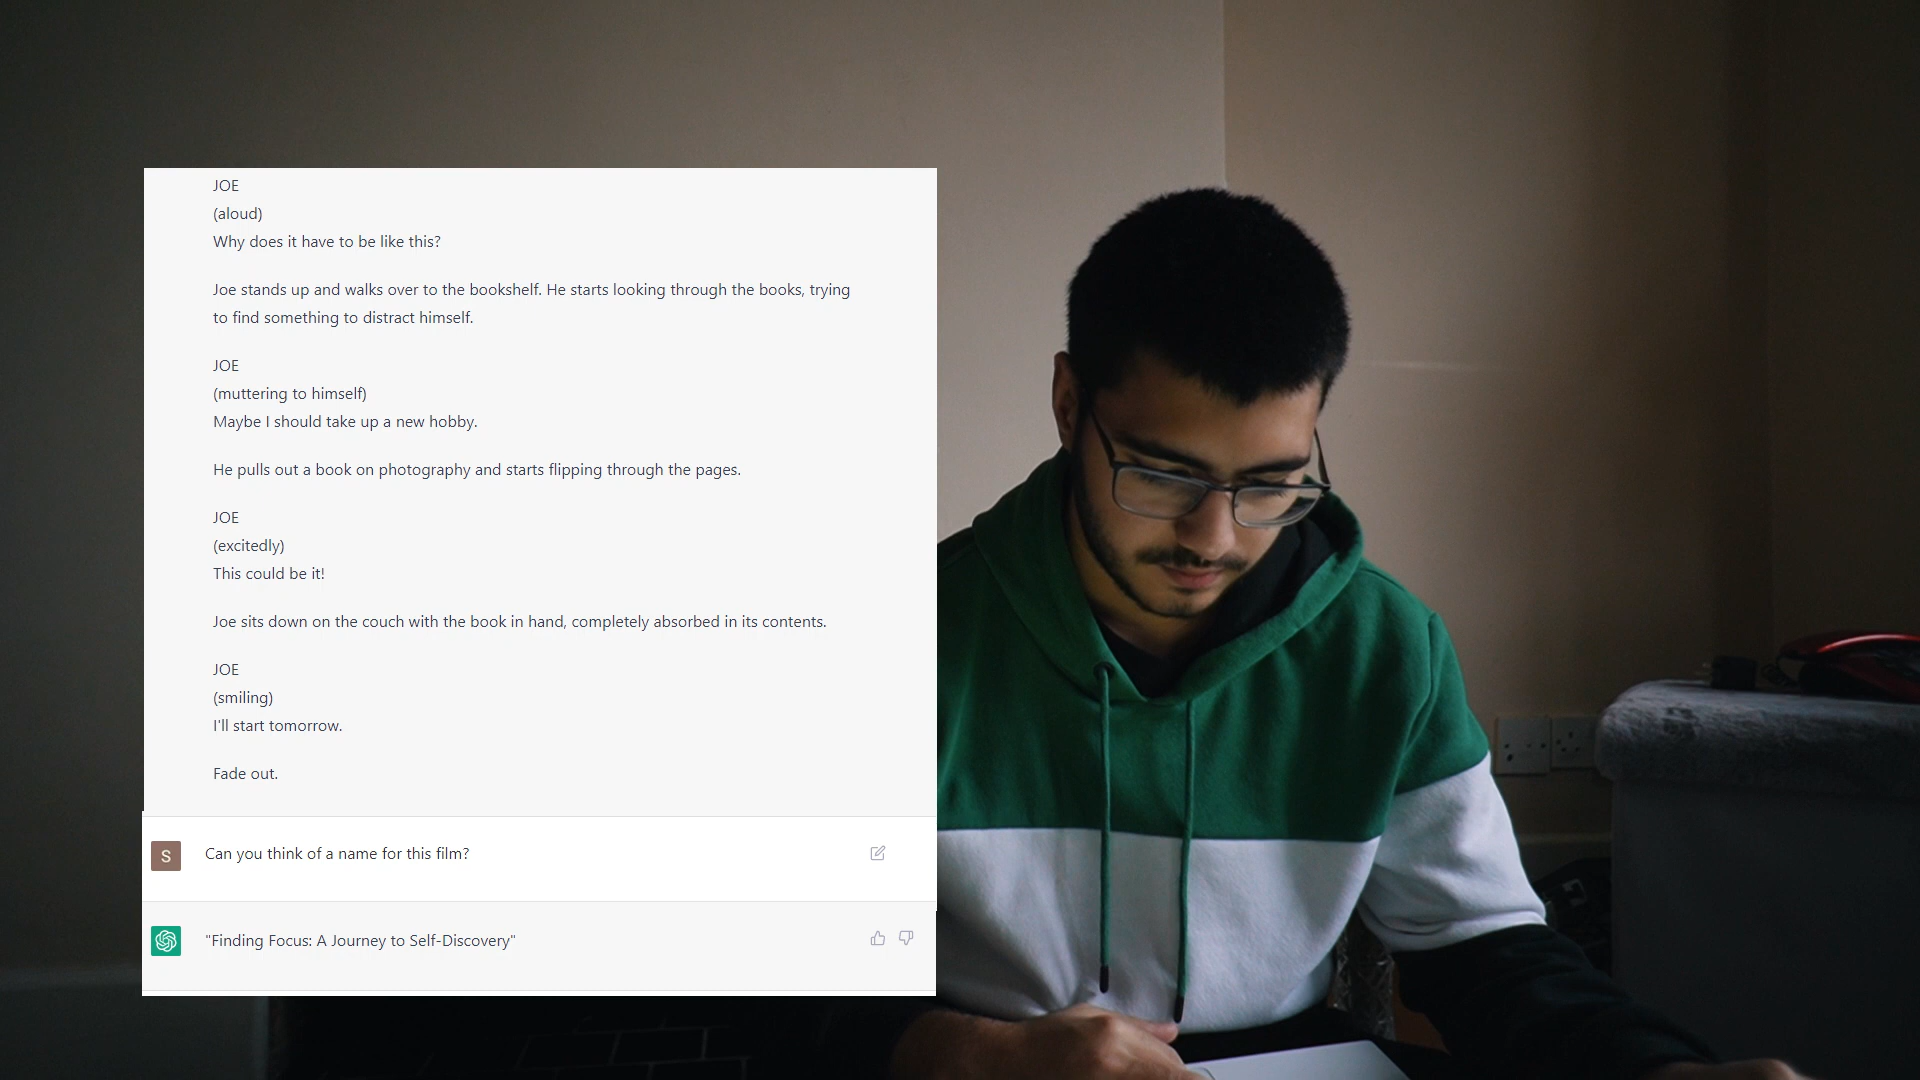 JOE
(aloud)
Why does it have to be like this?
Joe stands up and walks over to the bookshelf. He starts looking through the books, trying
to find something to distract himself.
JOE
(muttering to himself)
Maybe I should take up a new hobby.
He pulls out a book on photography and starts flipping through the pages.
JOE
(excitedly)
This could be it!
Joe sits down on the couch with the book in hand, completely absorbed in its contents.
JOE
(smiling)
I'll start tomorrow.
Fade out.
S
Can you think of a name for this film?
"Finding Focus: A Journey to Self-Discovery"